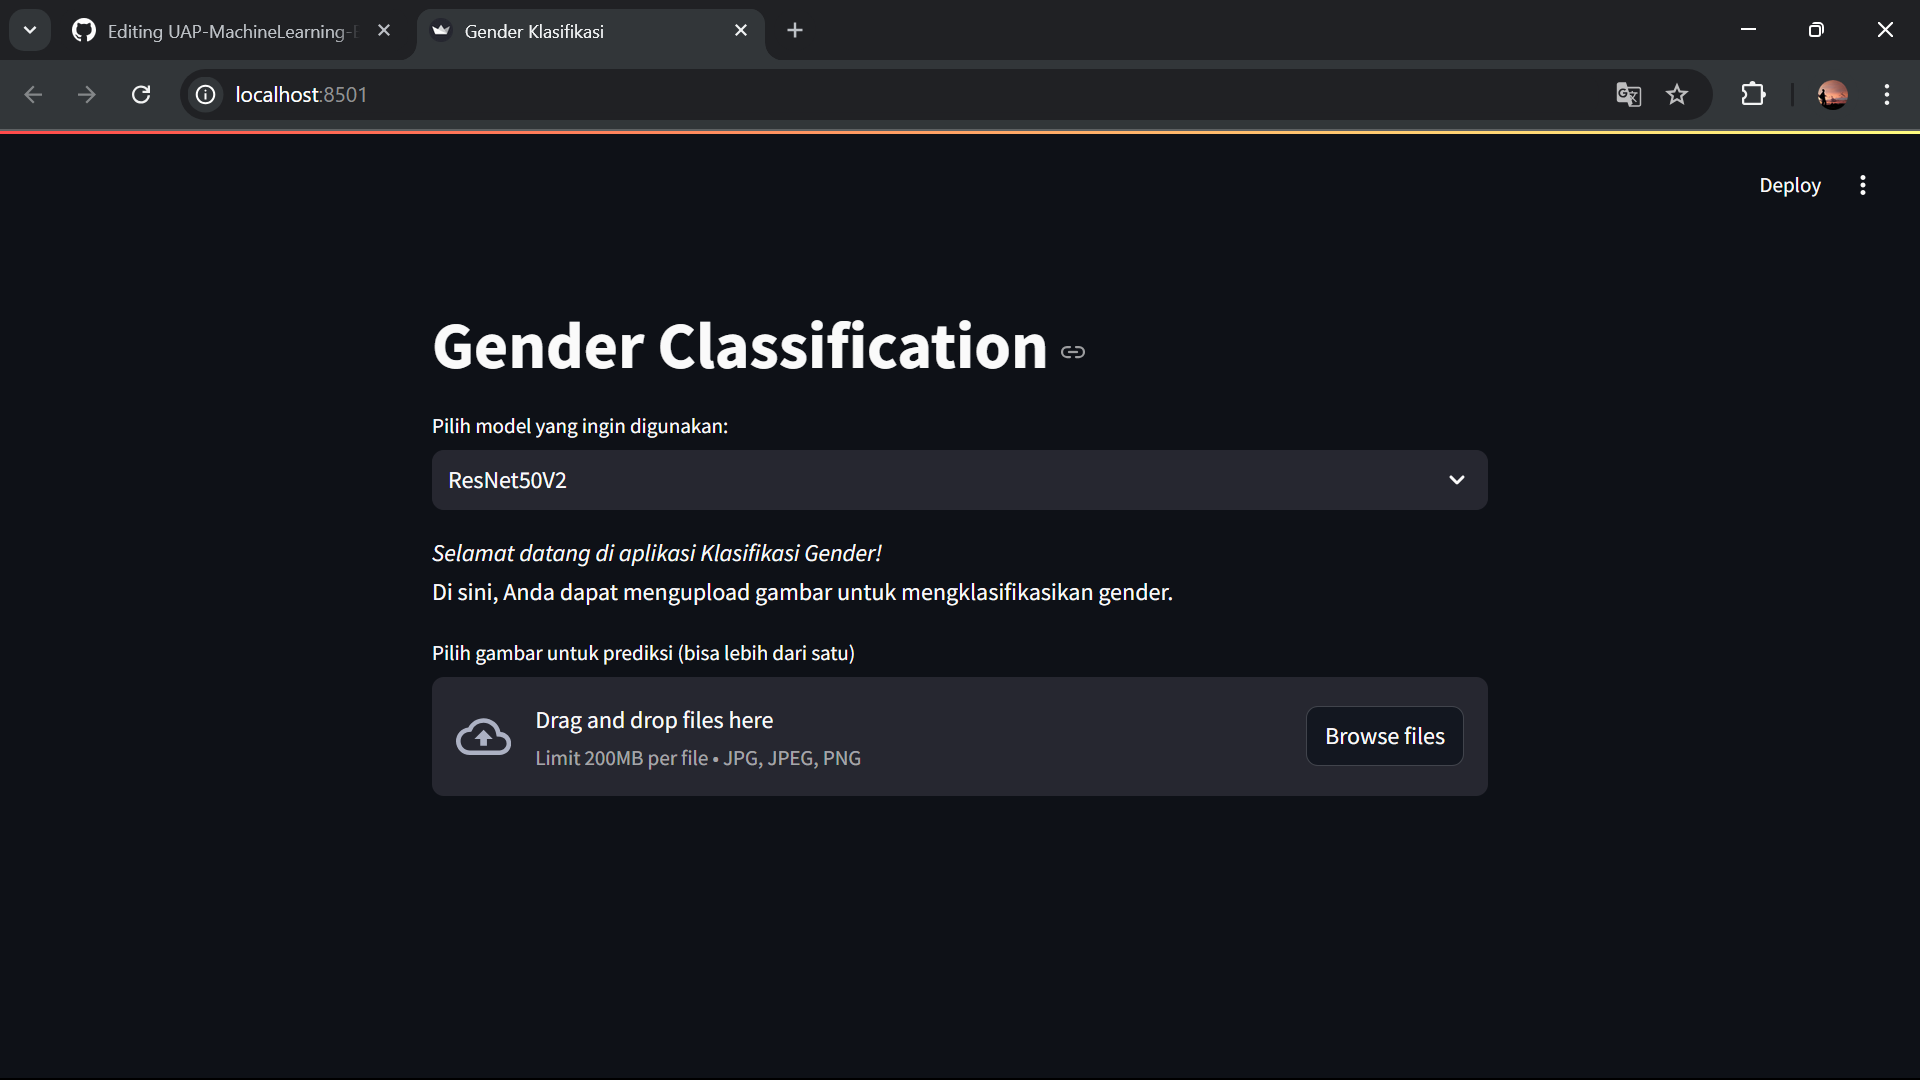 Editing UAP-MachineLearning-
Gender Klasifikasi
localhost:8501
Deploy
Gender Classification
Pilih model yang ingin digunakan:
ResNet50V2
Selamat datang di aplikasi Klasifikasi Gender!
Di sini, Anda dapat mengupload gambar untuk mengklasifikasikan gender.
Pilih gambar untuk prediksi (bisa lebih dari satu)
Drag and drop files here
Limit 200MB per file • JPG, JPEG, PNG
Browse files